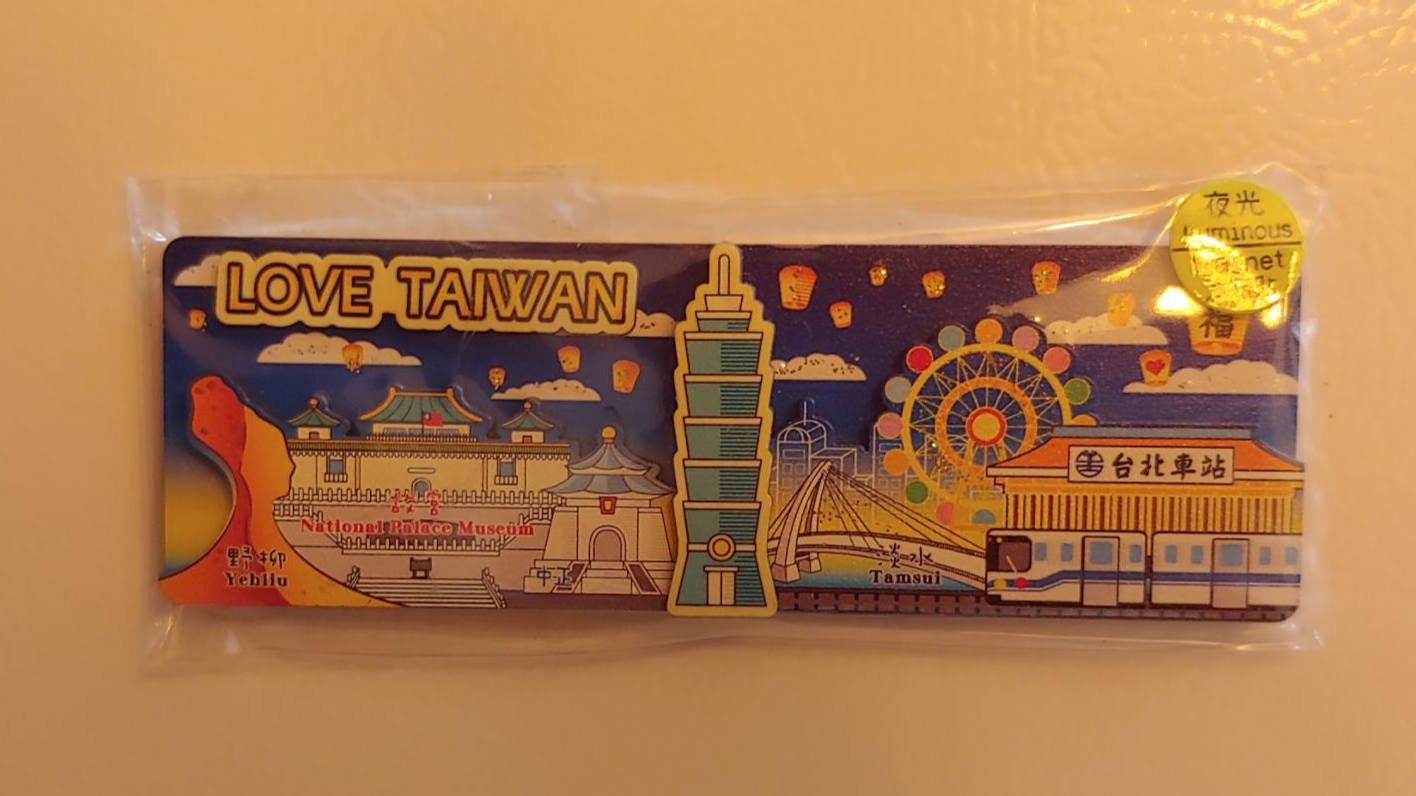 LOVE TAIWAN
夜光
Luminous
福
台北車站
故宮
National Palace Museum
野柳
Yehliu
中正
淡水
Tamsui